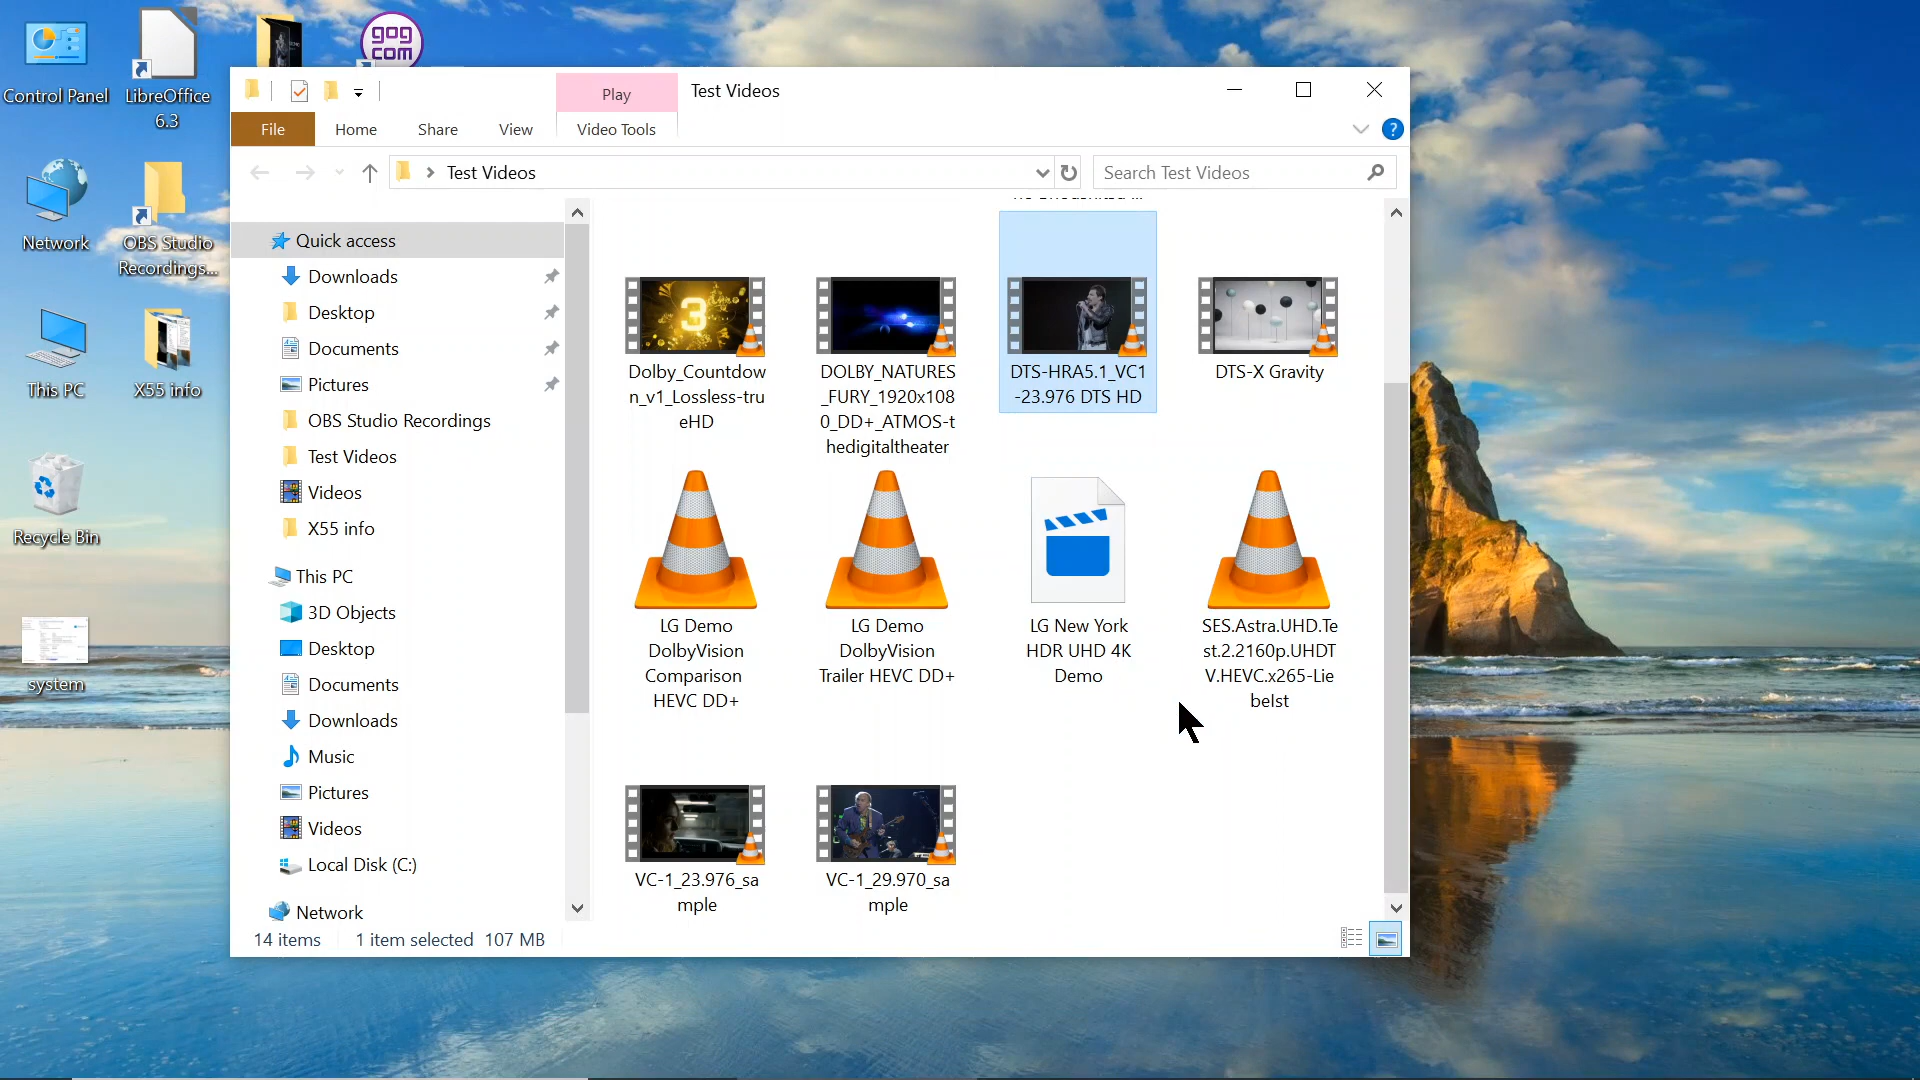 gog
com
Control Panel
LibreOffice
6.3
Network
OBS Studio
Recordings...
This PC
X55 info
Recycle Bin
system
Play
Test Videos
File
Home
Share
View
Video Tools
?
Test Videos
Search Test Videos
Quick access
Downloads
Desktop
Documents
Pictures
OBS Studio Recordings
Test Videos
Videos
X55 info
This PC
3D Objects
Desktop
Documents
Downloads
Music
Pictures
Videos
Local Disk (C:)
Network
3
Dolby_Countdow
n_v1_Lossless-tru
eHD
DOLBY_NATURES
_FURY_1920x108
0_DD+_ATMOS-t
hedigitaltheater
DTS-HRA5.1_VC1
-23.976 DTS HD
DTS-X Gravity
LG Demo
DolbyVision
Comparison
HEVC DD+
LG Demo
DolbyVision
Trailer HEVC DD+
LG New York
HDR UHD 4K
Demo
SES.Astra.UHD.Te
st.2.2160p.UHDT
V.HEVC.x265-Lie
belst
VC-1_23.976_sa
mple
VC-1_29.970_sa
mple
14 items
1 item selected 107 MB